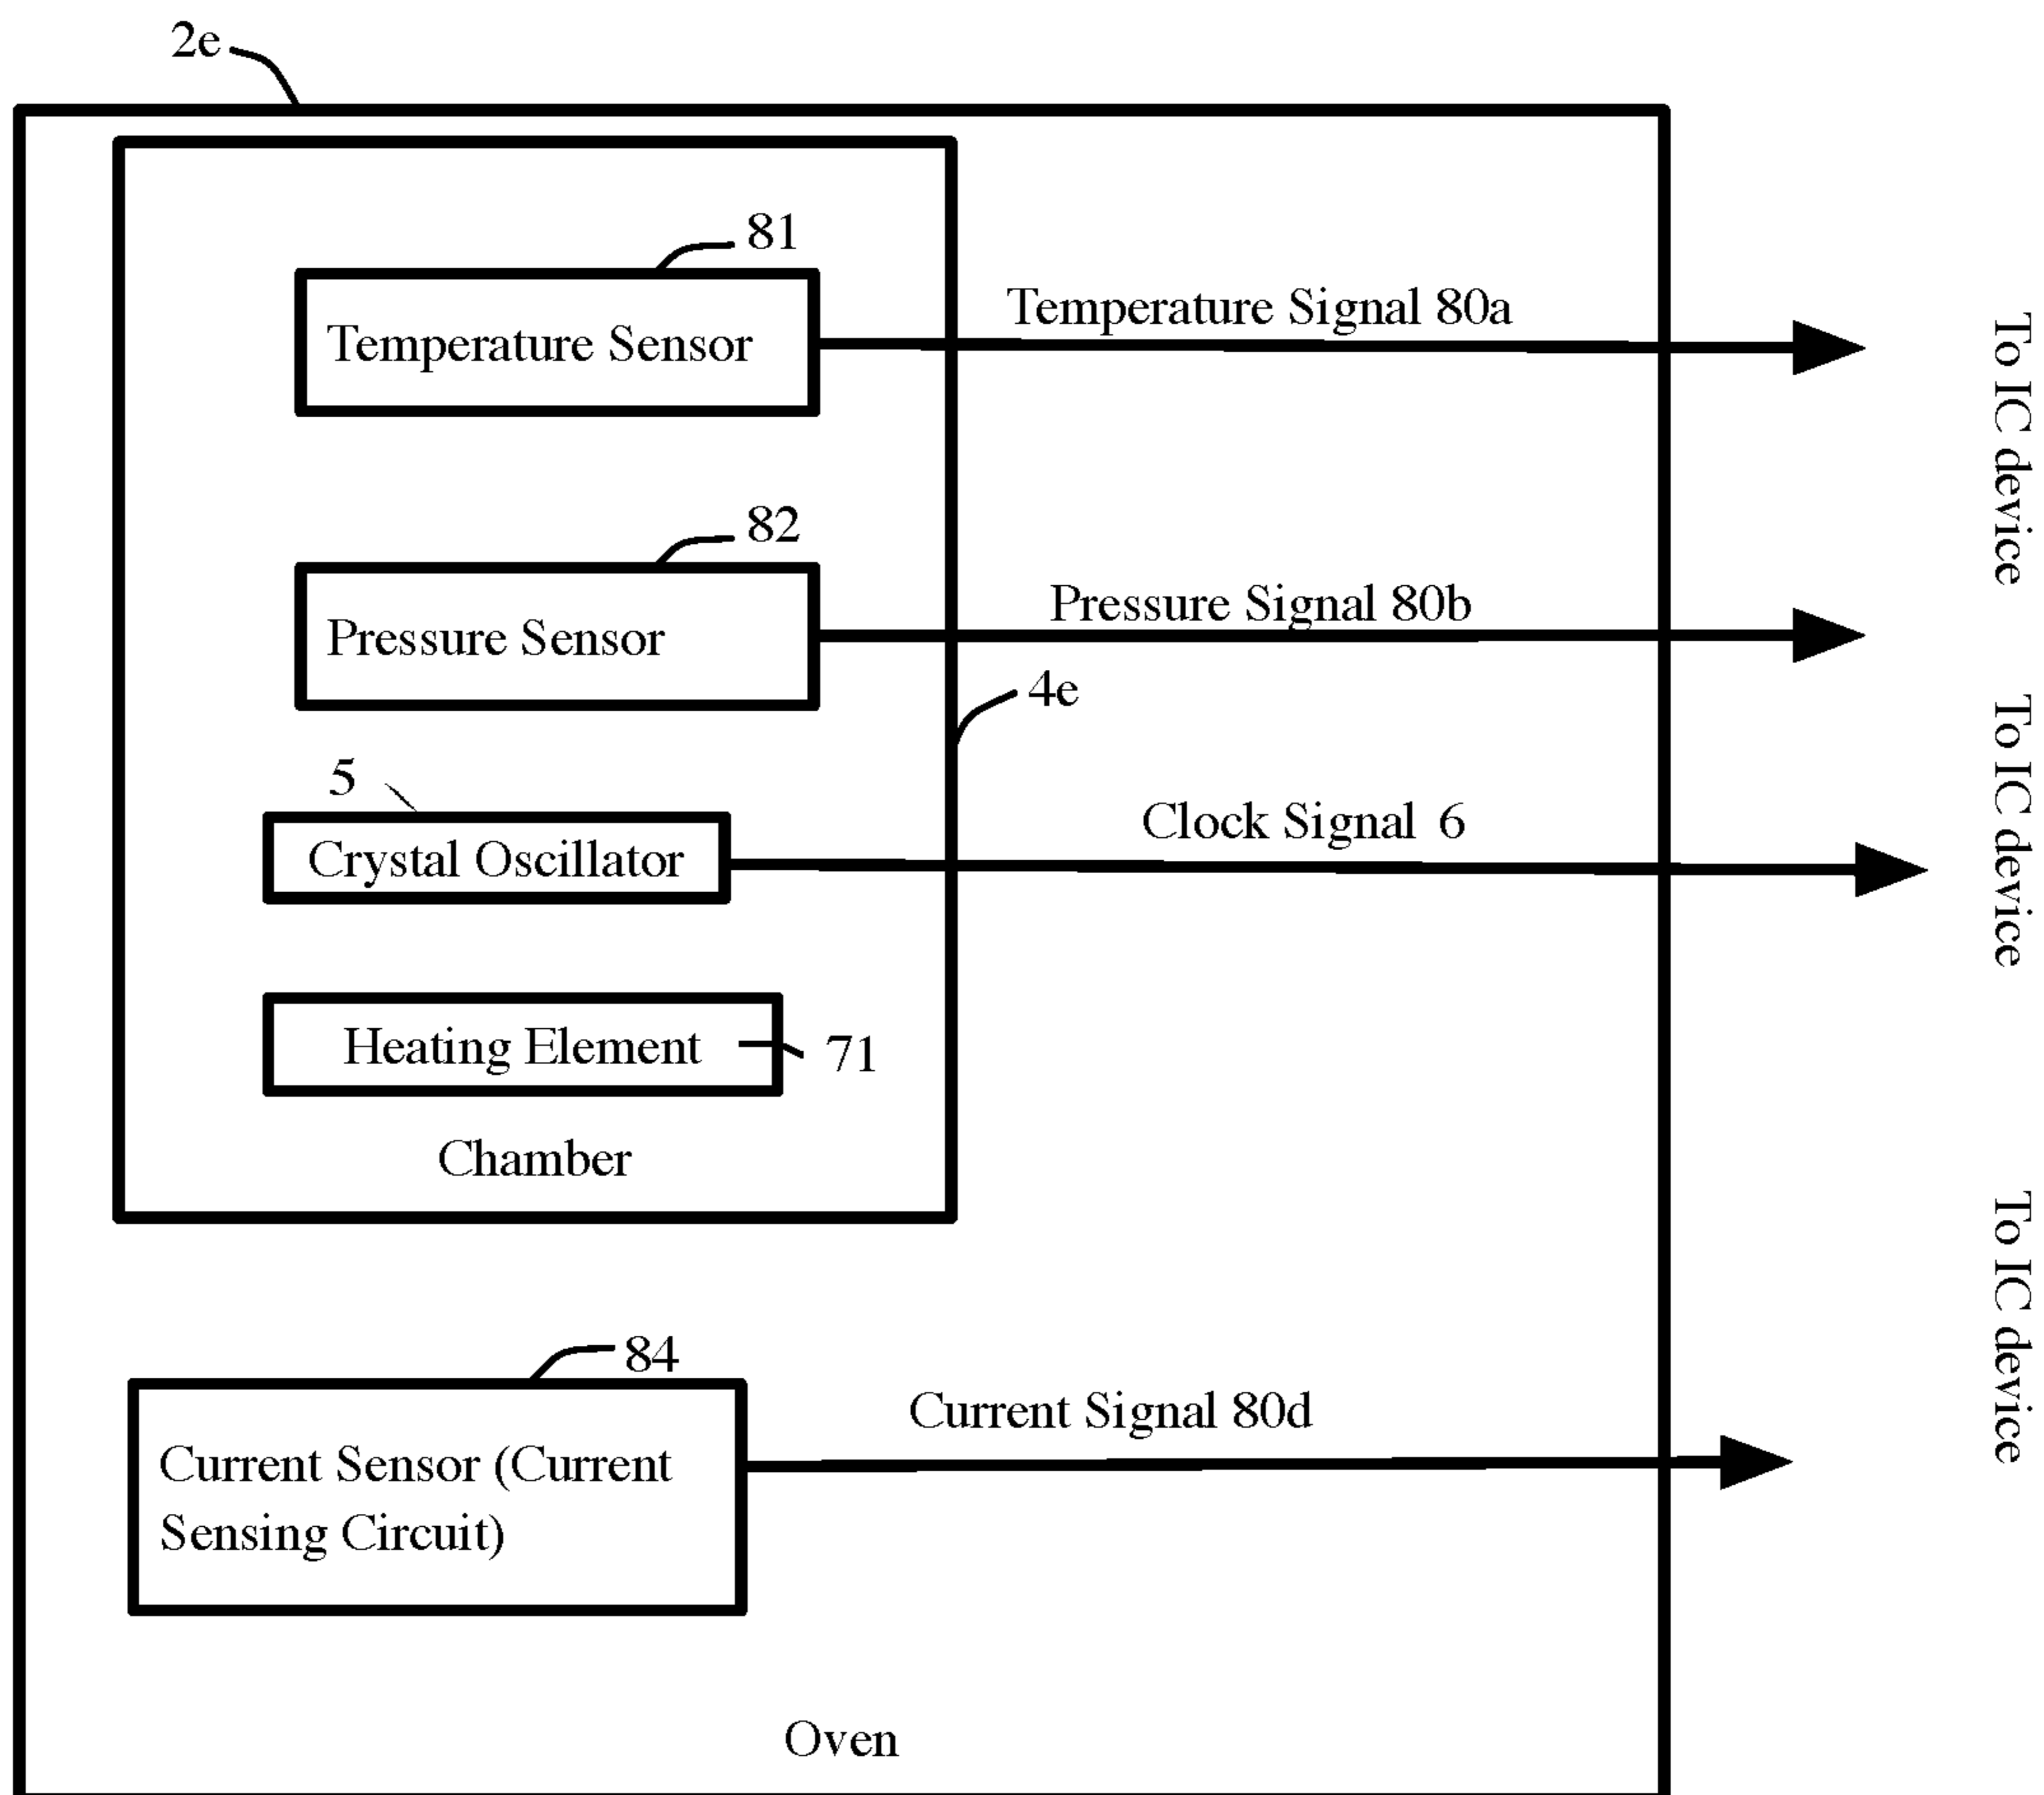 2e
81
Temperature Sensor
Temperature Signal 80a
To IC device
82
Pressure Sensor
Pressure Signal 80b
4e
To IC device
5
Crystal Oscillator
Clock Signal 6
Heating Element
71
Chamber
To IC device
84
Current Sensor (Current
Sensing Circuit)
Current Signal 80d
Oven